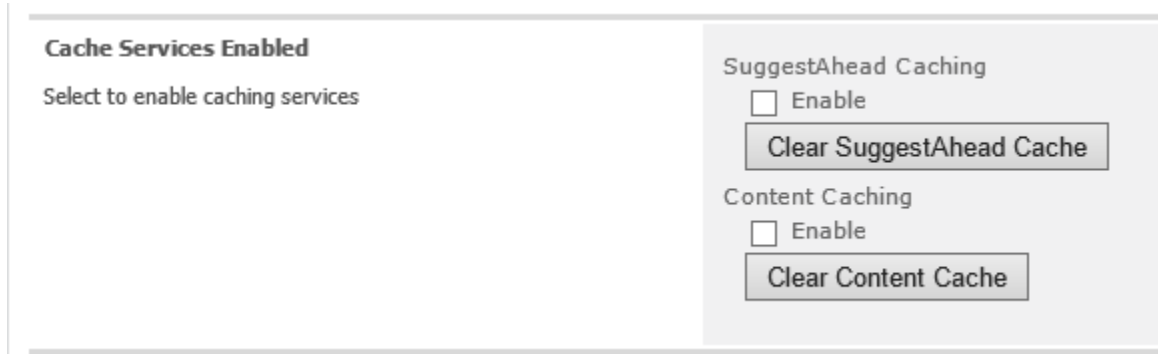 Cache Services Enabled
Select to enable caching services
SuggestAhead Caching
Enable
Clear SuggestAhead Cache
Content Caching
Enable
Clear Content Cache